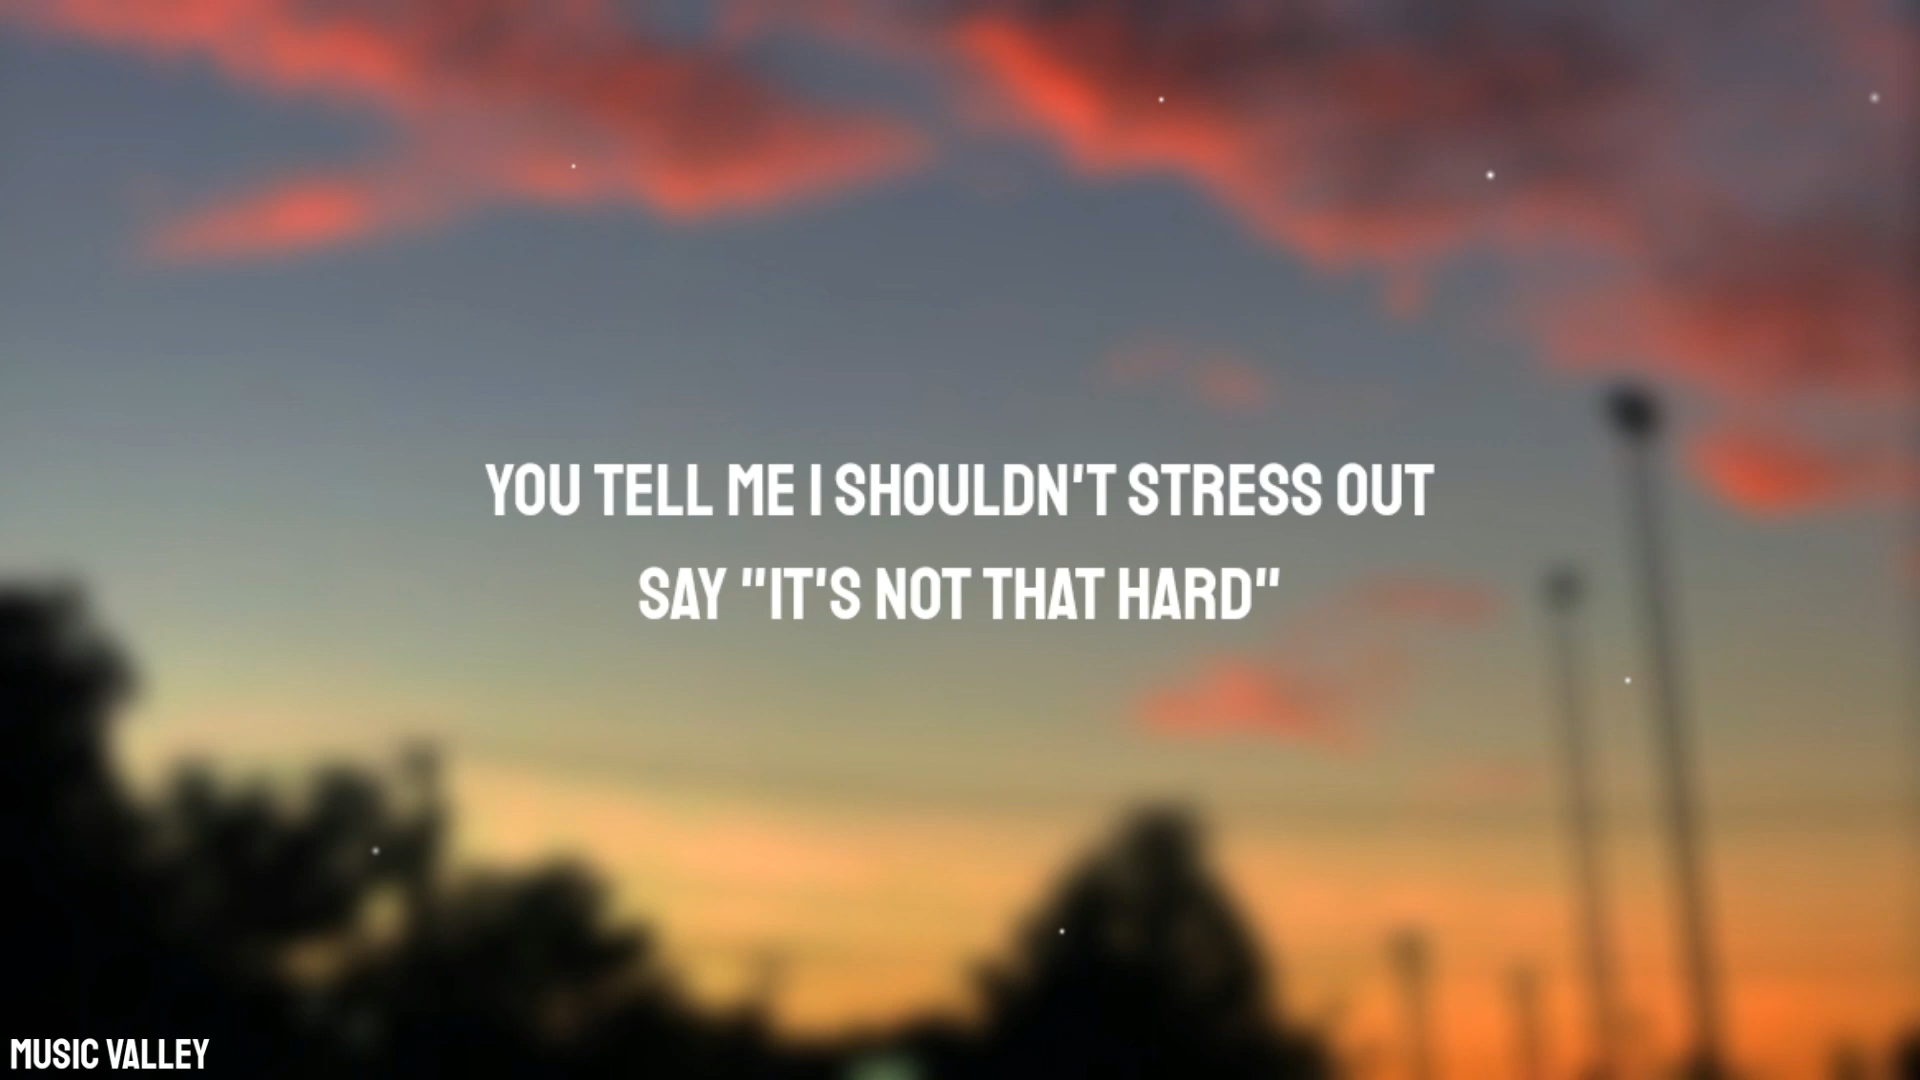 YOU TELL ME I SHOULDN'T STRESS OUT
SAY "IT'S NOT THAT HARD"
MUSIC VALLEY